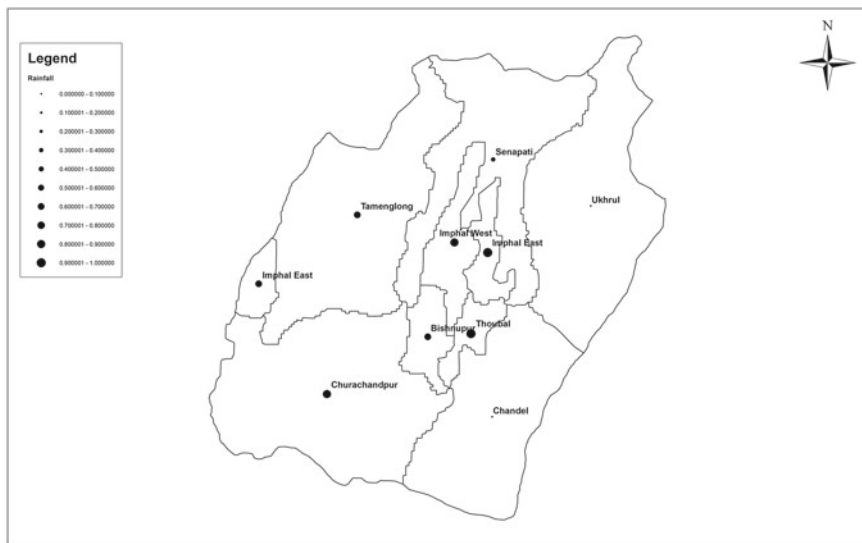 N
Legend
Rainfall
0.000000 - 0.100000
0.100001 - 0.200000
0.200001 - 0.300000
0.300001 - 0.400000
0.400001 - 0.500000
0.500001 - 0.600000
0.600001 - 0.700000
0.700001 - 0.800000
0.800001 - 0.900000
0.900001 - 1.000000
Senapati
Ukhrul
Tamenglong
Imphal West
Imphal East
Imphal East
Bishnupur
Thoubal
Churachandpur
Chandel